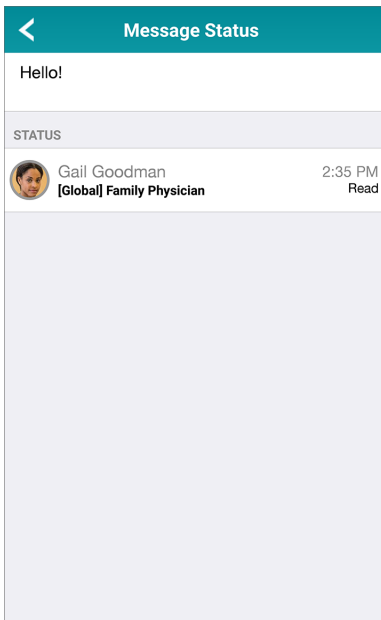 Message Status
Hello!
STATUS
Gail Goodman 2:35 PM
[Global] Family Physician Read